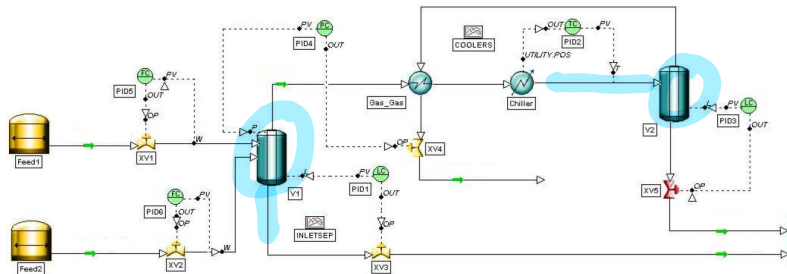 PC
PV
PID4
OUT
COOLERS
OUT
TC
PV
PID2
UTILITY.POS
T
FC
PV
PID5
OUT
OP
Gas_Gas
Chiller
L
PV
LC
V2
PID3
P
OUT
Feed1
XV1
W
OP
XV4
L
PV
LC
V1
PID1
OUT
XV5
OP
FC
PV
PID6
OUT
OP
INLETSEP
OP
W
Feed2
XV2
XV3